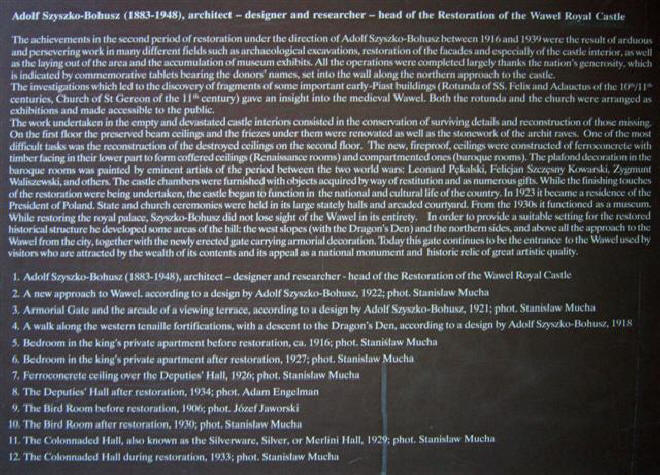 Adolf Szyszko-Bohusz (1883-1948), architect – designer and researcher – head of the Restoration of the Wawel Royal Castle
The achievements in the second period of restoration under the direction of Adolf Szyszko-Bohusz between 1916 and 1939 were the result of arduous
and persevering work in many different fields such as archaeological excavations, restoration of the facades and especially of the castle interior, as well
as the laying out of the area and the accumulation of museum exhibits. All the operations were completed largely thanks the nation's generosity, which
is indicated by commemorative tablets bearing the donors' names, set into the wall along the northern approach to the castle.
The investigations which led to the discovery of fragments of some important early-Piast buildings (Rotunda of SS. Felix and Adauctus of the 10th/11th
centuries, Church of St Gereon of the 11th century) gave an insight into the medieval Wawel. Both the rotunda and the church were arranged as
exhibitions and made accessible to the public.
The work undertaken in the empty and devastated castle interiors consisted in the conservation of surviving details and reconstruction of those missing.
On the first floor the preserved beam ceilings and the friezes under them were renovated as well as the stonework of the archit raves. One of the most
difficult tasks was the reconstruction of the destroyed ceilings on the second floor. The new, fireproof, ceilings were constructed of ferroconcrete with
timber facing in their lower part to form coffered ceilings (Renaissance rooms) and compartmented ones (baroque rooms). The plafond decoration in the
baroque rooms was painted by eminent artists of the period between the two world wars: Leonard Pękalski, Felicjan Szczęsny Kowarski, Zygmunt
Waliszewski, and others. The castle chambers were furnished with objects acquired by way of restitution and as numerous gifts. While the finishing touches
of the restoration were being undertaken, the castle began to function in the national and cultural life of the country. In 1923 it became a residence of the
President of Poland. State and church ceremonies were held in its large stately halls and arcaded courtyard. From the 1930s it functioned as a museum.
While restoring the royal palace, Szyszko-Bohusz did not lose sight of the Wawel in its entirety. In order to provide a suitable setting for the restored
historical structure he developed some areas of the hill: the west slopes (with the Dragon's Den) and the northern sides, and above all the approach to the
Wawel from the city, together with the newly erected gate carrying armorial decoration. Today this gate continues to be the entrance to the Wawel used by
visitors who are attracted by the wealth of its contents and its appeal as a national monument and historic relic of great artistic quality.
1. Adolf Szyszko-Bohusz (1883-1948), architect – designer and researcher - head of the Restoration of the Wawel Royal Castle
2. A new approach to Wawel. according to a design by Adolf Szyszko-Bohusz, 1922; phot. Stanisław Mucha
3. Armorial Gate and the arcade of a viewing terrace, according to a design by Adolf Szyszko-Bohusz, 1921; phot. Stanisław Mucha
4. A walk along the western tenaille fortifications, with a descent to the Dragon's Den, according to a design by Adolf Szyszko-Bohusz, 1918
5. Bedroom in the king's private apartment before restoration, ca. 1916; phot. Stanisław Mucha
6. Bedroom in the king's private apartment after restoration, 1927; phot. Stanisław Mucha
7. Ferroconcrete ceiling over the Deputies' Hall, 1926; phot. Stanisław Mucha
8. The Deputies' Hall after restoration, 1934; phot. Adam Engelman
9. The Bird Room before restoration, 1906; phot. Józef Jaworski
10. The Bird Room after restoration, 1930; phot. Stanisław Mucha
11. The Colonnaded Hall, also known as the Silverware, Silver, or Merlini Hall, 1929; phot. Stanisław Mucha
12. The Colonnaded Hall during restoration, 1933; phot. Stanisław Mucha